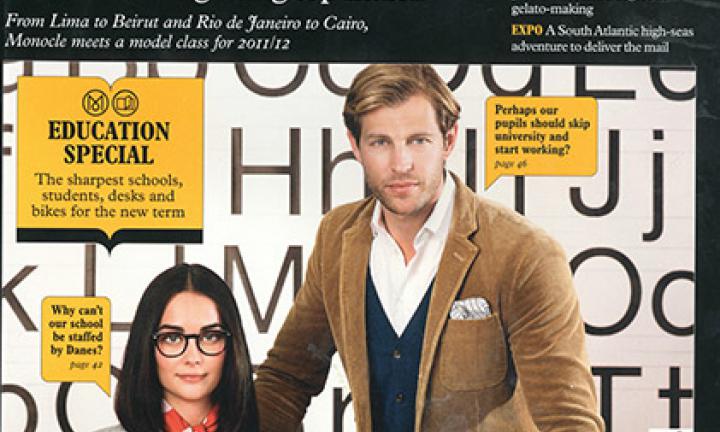 From Lima to Beirut and Rio de Janeiro to Cairo,
Monocle meets a model class for 2011/12
gelato-making
EXPO A South Atlantic high-seas
adventure to deliver the mail
EDUCATION
SPECIAL
The sharpest schools,
students, desks and
bikes for the new term
Perhaps our
pupils should skip
university and
start working?
page 46
Why can't
our school
be staffed
by Danes?
page 42
H h I i J j
L l M
O o
T t